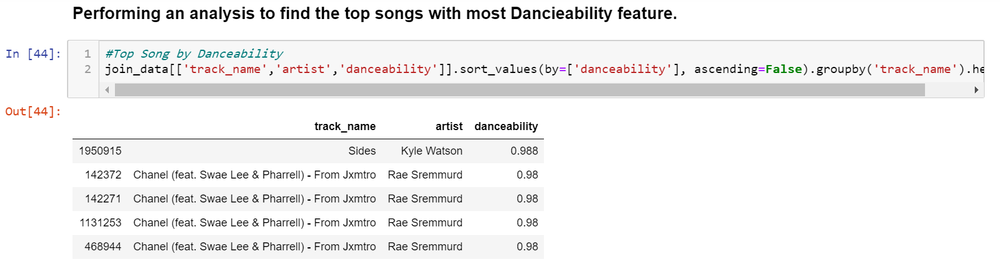 Performing an analysis to find the top songs with most Dancieability feature.
In [44]:
1 #Top Song by Danceability
2 join_data[['track_name','artist','danceability']].sort_values(by=['danceability'], ascending=False).groupby('track_name').he
Out[44]:
track_name artist danceability
1950915 Sides Kyle Watson 0.988
142372 Chanel (feat. Swae Lee & Pharrell) - From Jxmtro Rae Sremmurd 0.98
142271 Chanel (feat. Swae Lee & Pharrell) - From Jxmtro Rae Sremmurd 0.98
1131253 Chanel (feat. Swae Lee & Pharrell) - From Jxmtro Rae Sremmurd 0.98
468944 Chanel (feat. Swae Lee & Pharrell) - From Jxmtro Rae Sremmurd 0.98